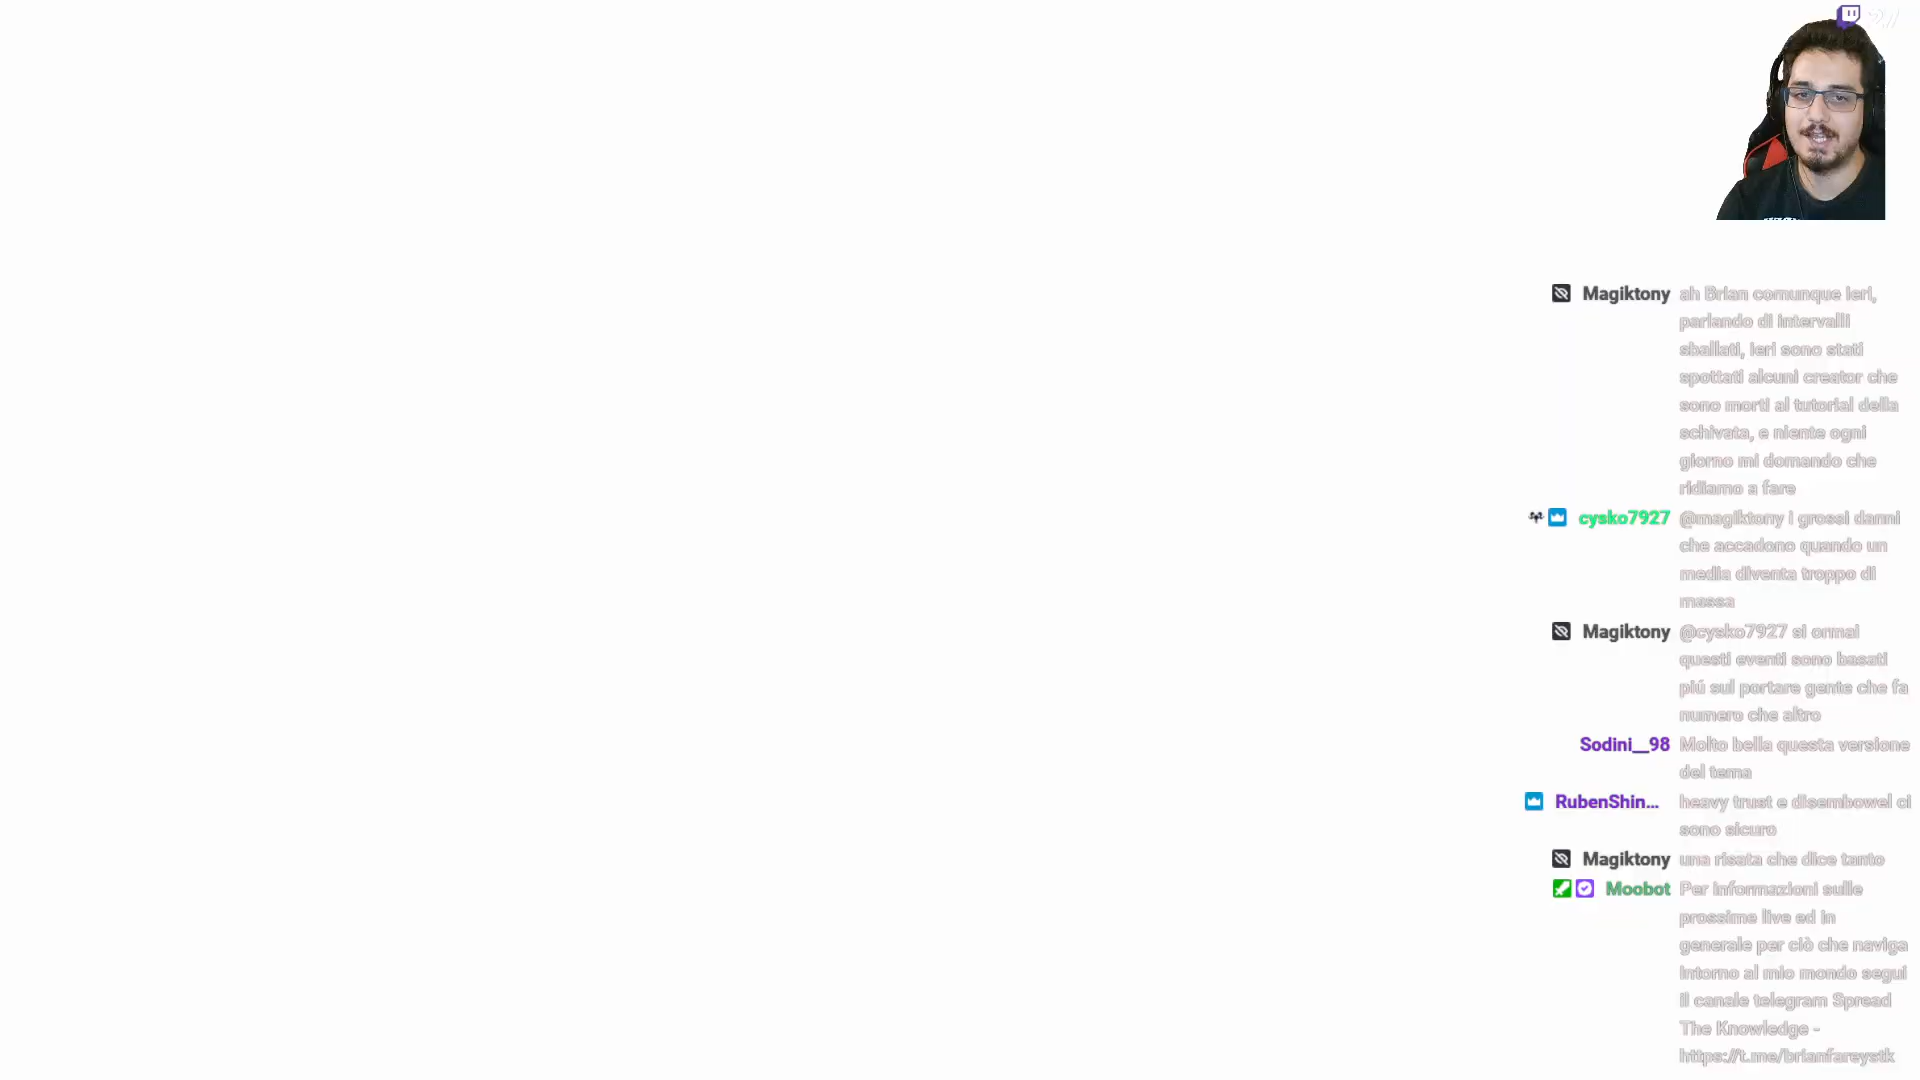 21
Magiktony ah Brian comunque ieri,
parlando di intervalli
sballati, ieri sono stati
spottati alcuni creator che
sono morti al tutorial della
schivata, e niente ogni
giorno mi domando che
ridiamo a fare
cysko7927 @magiktony i grossi danni
che accadono quando un
media diventa troppo di
massa
Magiktony @cysko7927 si ormai
questi eventi sono basati
piú sul portare gente che fa
numero che altro
Sodini__98 Molto bella questa versione
del tema
RubenShin... heavy trust e disembowel ci
sono sicuro
Magiktony una risata che dice tanto
Moobot Per informazioni sulle
prossime live ed in
generale per ciò che naviga
intorno al mio mondo segui
il canale telegram Spread
The Knowledge -
https://t.me/brianfareystk